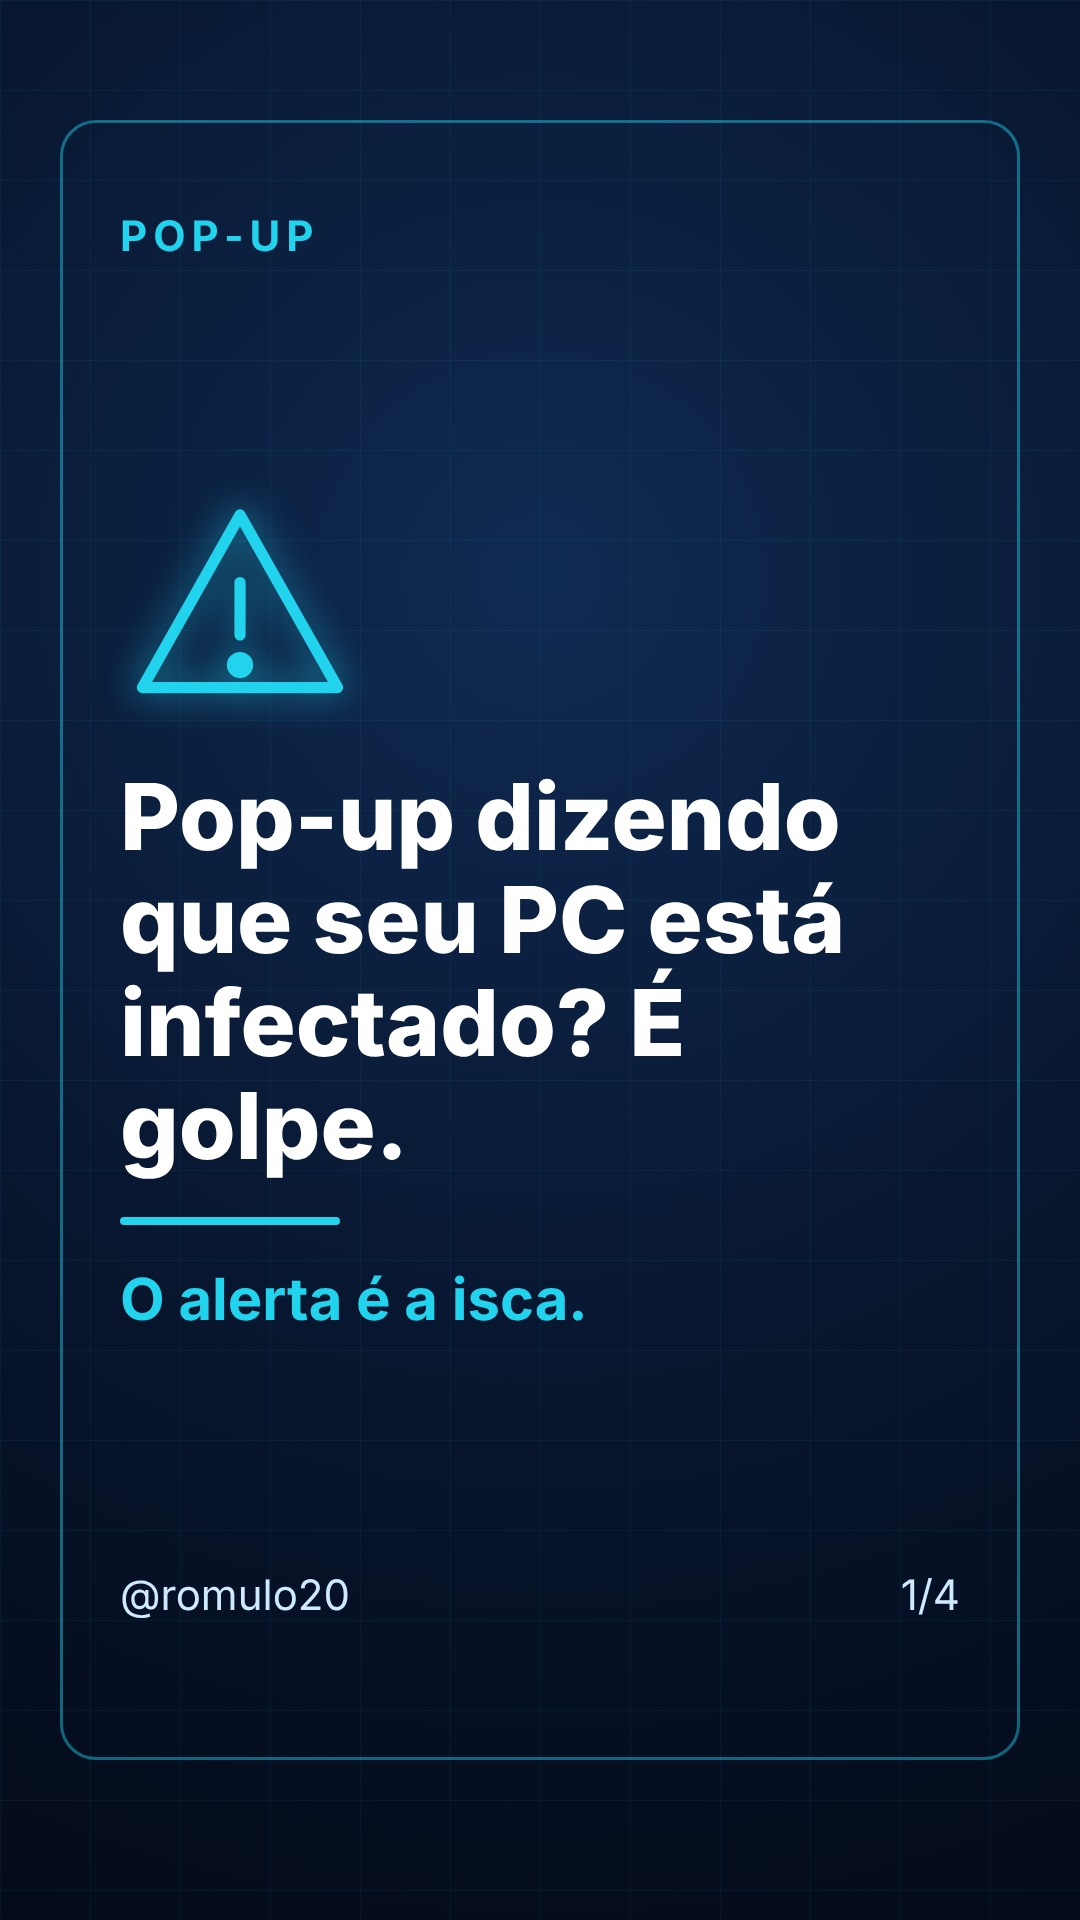 POP-UP
Pop-up dizendo
que seu PC está
infectado? É
golpe.
O alerta é a isca.
@romulo20
1/4